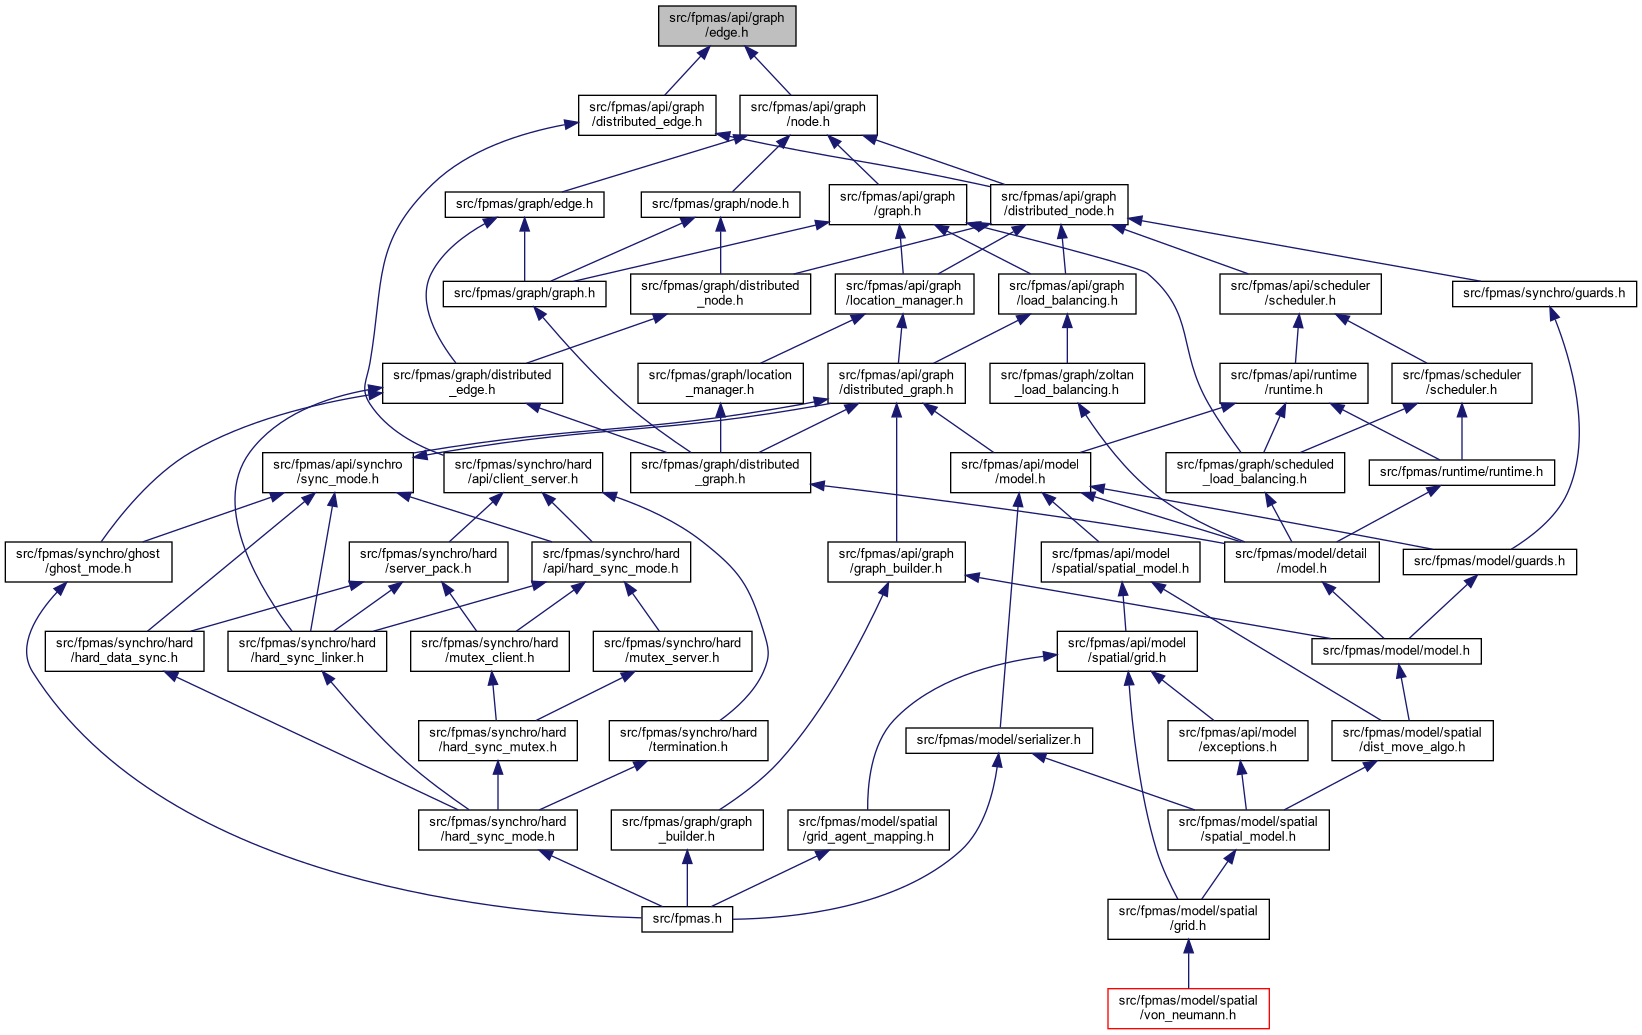 src/fpmas/api/graph
/edge.h
src/fpmas/api/graph
/distributed_edge.h
src/fpmas/api/graph
/node.h
src/fpmas/graph/edge.h
src/fpmas/graph/node.h
src/fpmas/api/graph
/graph.h
src/fpmas/api/graph
/distributed_node.h
src/fpmas/graph/graph.h
src/fpmas/graph/distributed
_node.h
src/fpmas/api/graph
/location_manager.h
src/fpmas/api/graph
/load_balancing.h
src/fpmas/api/scheduler
/scheduler.h
src/fpmas/synchro/guards.h
src/fpmas/graph/distributed
_edge.h
src/fpmas/graph/location
_manager.h
src/fpmas/api/graph
/distributed_graph.h
src/fpmas/graph/zoltan
_load_balancing.h
src/fpmas/api/runtime
/runtime.h
src/fpmas/scheduler
/scheduler.h
src/fpmas/api/synchro
/sync_mode.h
src/fpmas/synchro/hard
/api/client_server.h
src/fpmas/graph/distributed
_graph.h
src/fpmas/api/model
/model.h
src/fpmas/graph/scheduled
_load_balancing.h
src/fpmas/runtime/runtime.h
src/fpmas/synchro/ghost
/ghost_mode.h
src/fpmas/synchro/hard
/server_pack.h
src/fpmas/synchro/hard
/api/hard_sync_mode.h
src/fpmas/api/graph
/graph_builder.h
src/fpmas/api/model
/spatial/spatial_model.h
src/fpmas/model/detail
/model.h
src/fpmas/model/guards.h
src/fpmas/synchro/hard
/hard_data_sync.h
src/fpmas/synchro/hard
/hard_sync_linker.h
src/fpmas/synchro/hard
/mutex_client.h
src/fpmas/synchro/hard
/mutex_server.h
src/fpmas/api/model
/spatial/grid.h
src/fpmas/model/model.h
src/fpmas/synchro/hard
/hard_sync_mutex.h
src/fpmas/synchro/hard
/termination.h
src/fpmas/model/serializer.h
src/fpmas/api/model
/exceptions.h
src/fpmas/model/spatial
/dist_move_algo.h
src/fpmas/synchro/hard
/hard_sync_mode.h
src/fpmas/graph/graph
_builder.h
src/fpmas/model/spatial
/grid_agent_mapping.h
src/fpmas/model/spatial
/spatial_model.h
src/fpmas.h
src/fpmas/model/spatial
/grid.h
src/fpmas/model/spatial
/von_neumann.h